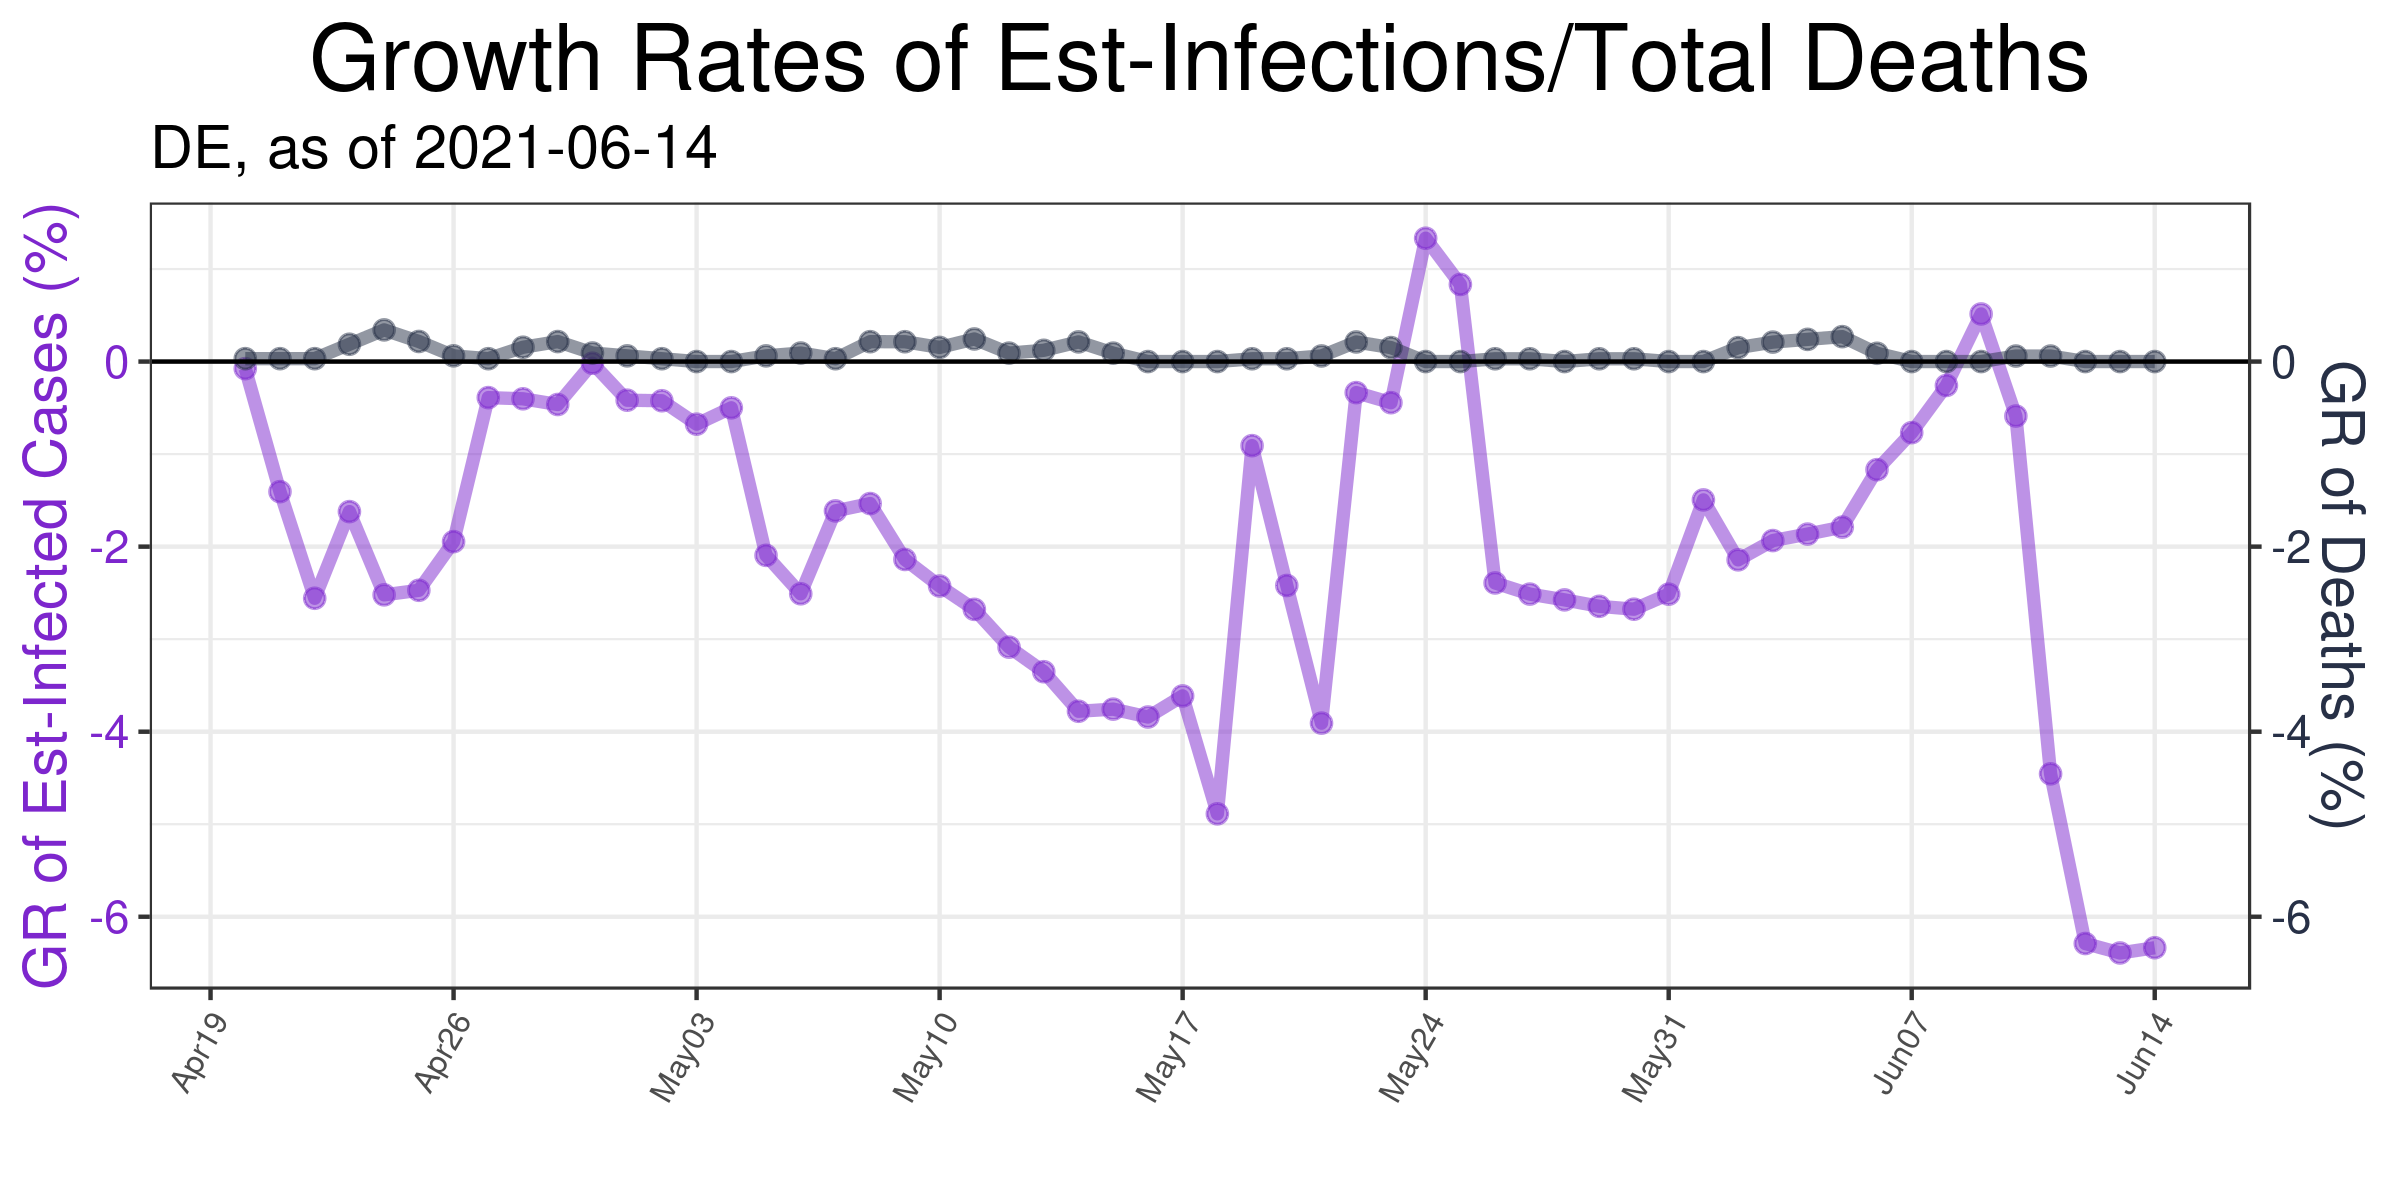 Growth Rates of Est-Infections/Total Deaths
DE, as of 2021-06-14
GR of Est-Infected Cases (%)
0
-2
-4
-6
0
-2
-4
-6
GR of Deaths (%)
Apr19
Apr26
May03
May10
May17
May24
May31
Jun07
Jun14